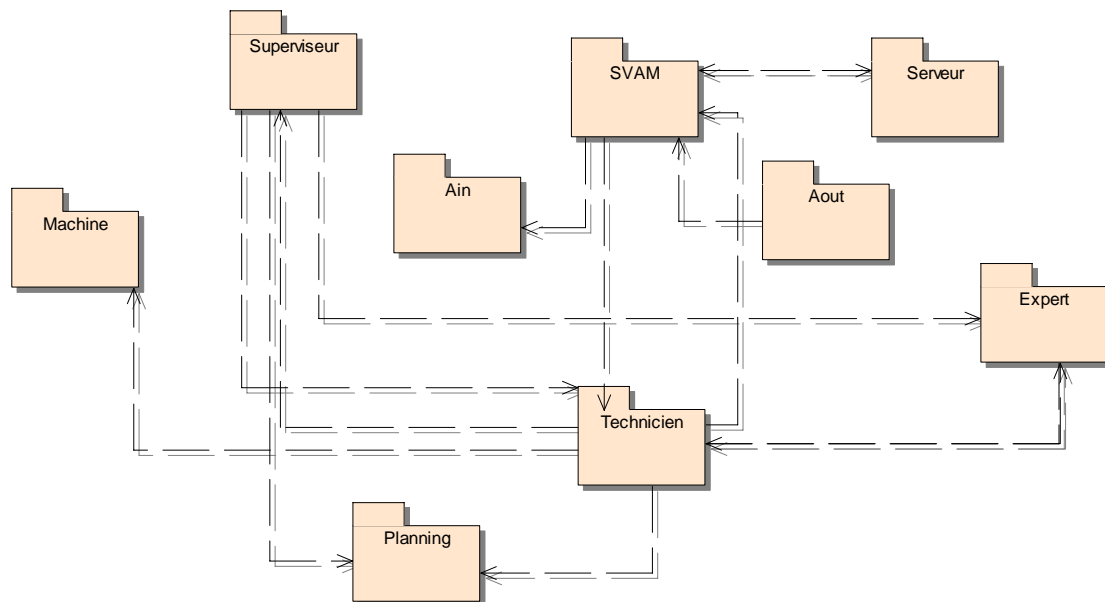 Superviseur
SVAM
Serveur
Ain
Aout
Machine
Expert
Technicien
Planning